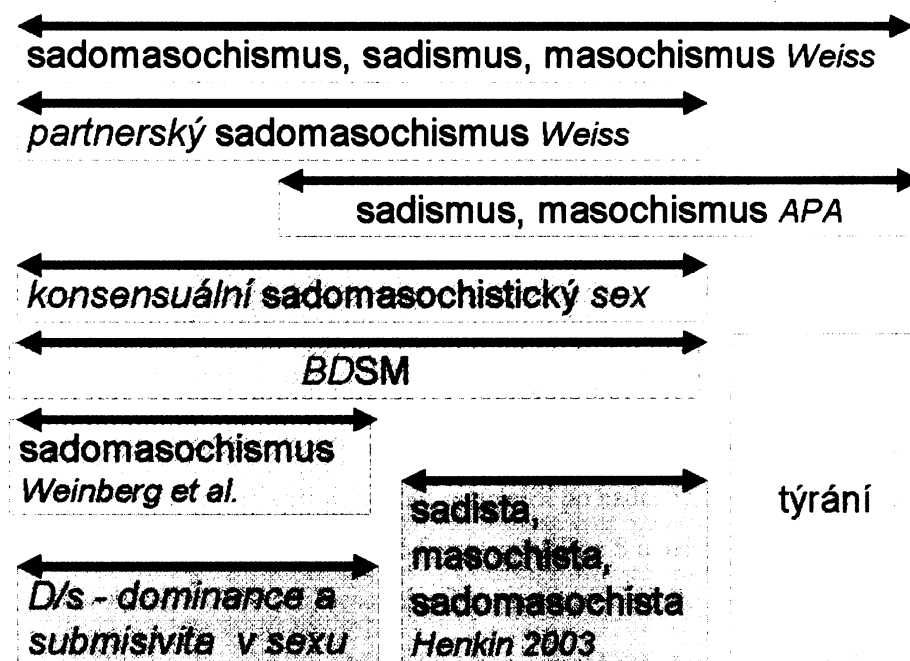 sadomasochismus, sadismus, masochismus Weiss
partnerský sadomasochismus Weiss
sadismus, masochismus APA
konsensuální sadomasochistický sex
BDSM
sadomasochismus
Weinberg et al.
sadista,
masochista,
sadomasochista
Henkin 2003
týrání
D/s - dominance a
submisivita v sexu